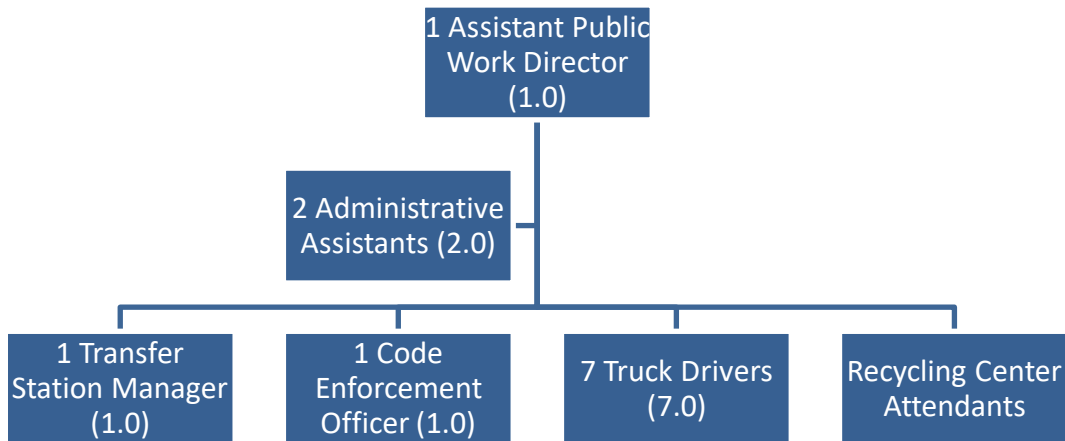 1 Assistant Public
Work Director
(1.0)
2 Administrative
Assistants (2.0)
1 Transfer
Station Manager
(1.0)
1 Code
Enforcement
Officer (1.0)
7 Truck Drivers
(7.0)
Recycling Center
Attendants